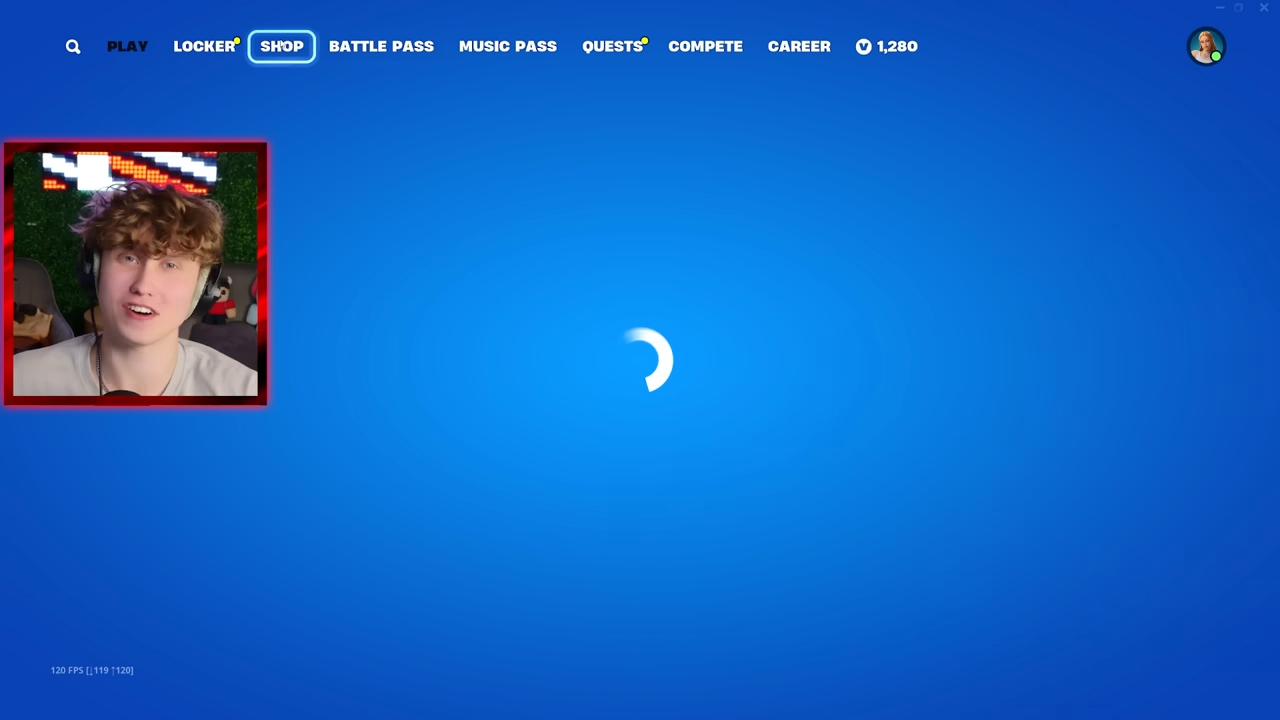 PLAY LOCKER SHOP BATTLE PASS MUSIC PASS QUESTS COMPETE CAREER 1,280
120 FPS [↓119 ↑120]